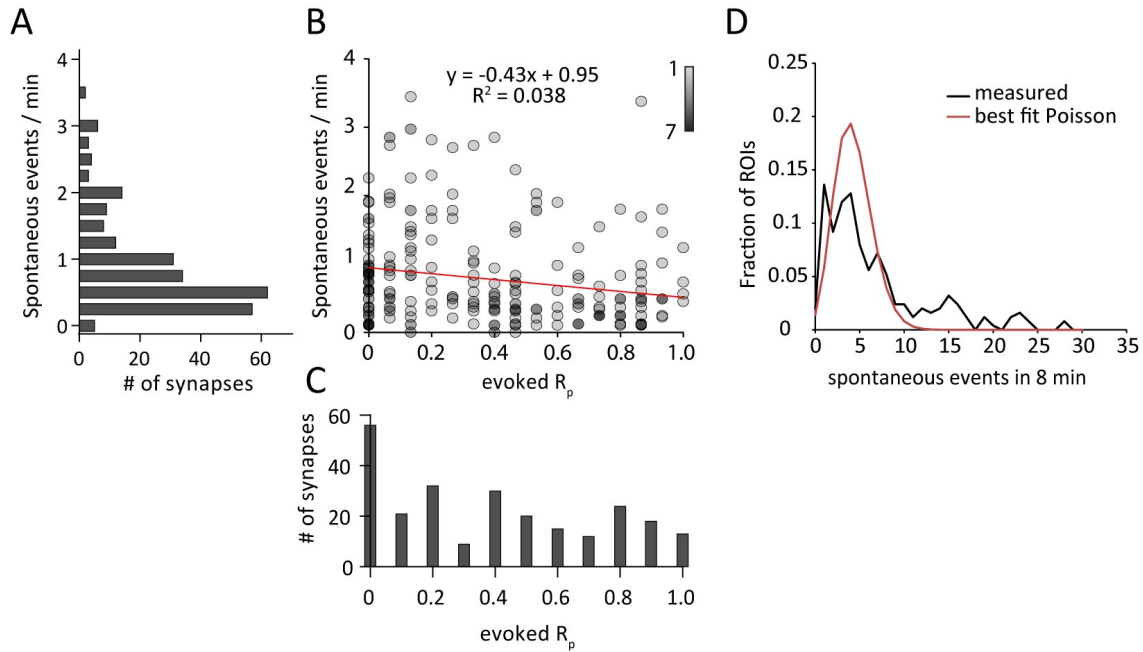 A
Spontaneous events / min
4
3
2
1
0
0 20 40 60
# of synapses
B
Spontaneous events / min
4
3
2
1
0
y = -0.43x + 0.95
R² = 0.038
1
7
0 0.2 0.4 0.6 0.8 1.0
evoked Rp
C
# of synapses
60
40
20
0
0 0.2 0.4 0.6 0.8 1.0
evoked Rp
D
Fraction of ROIs
0.25
0.2
0.15
0.1
0.05
0
measured
best fit Poisson
0 5 10 15 20 25 30 35
spontaneous events in 8 min